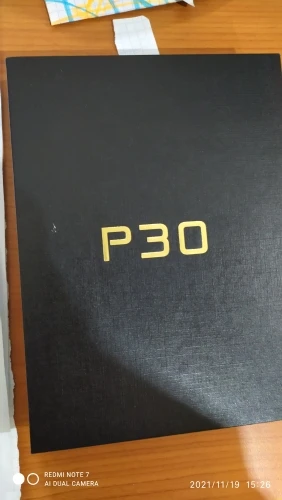 P30
REDMI NOTE 7
AI DUAL CAMERA
2021/11/19 15:26